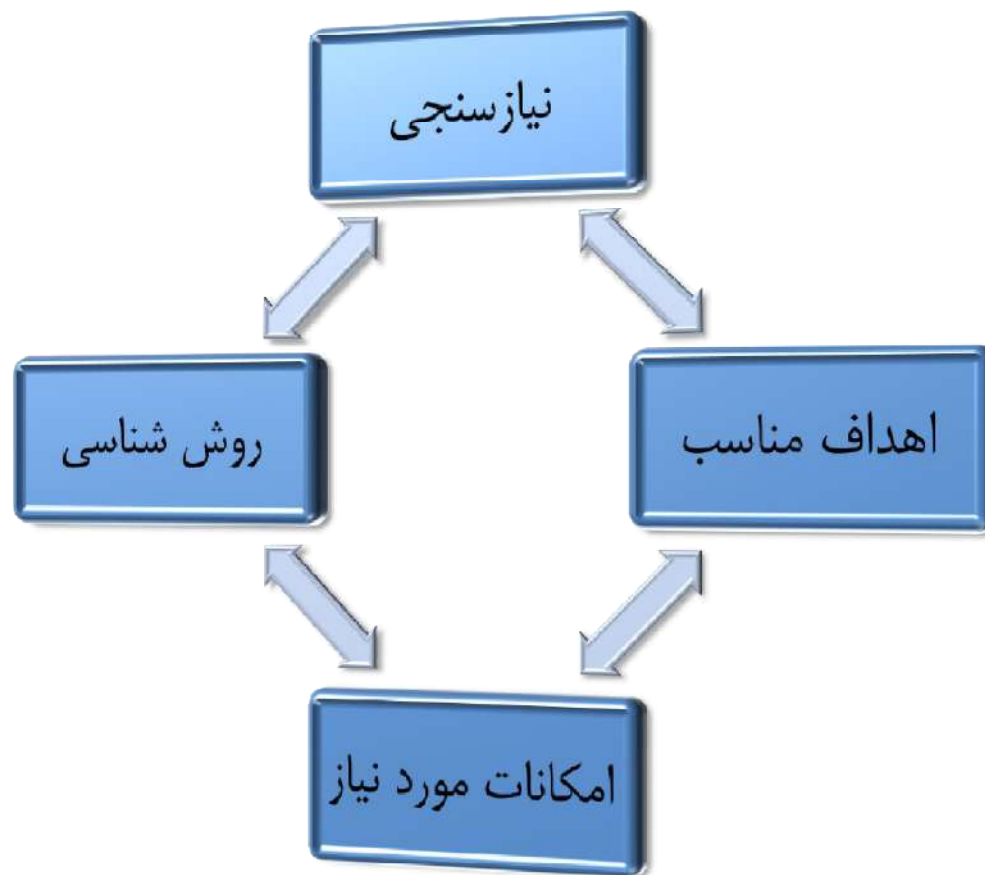 نیازسنجی
اهداف مناسب
روش شناسی
امکانات مورد نیاز